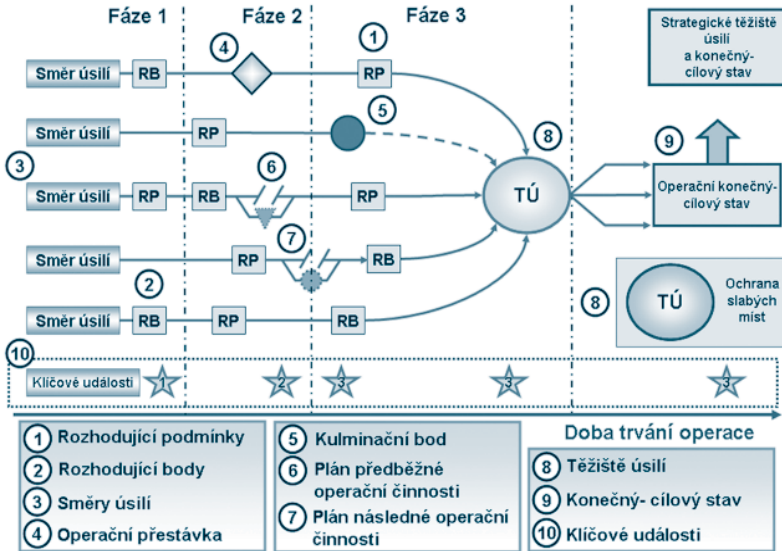 Fáze 1
Fáze 2
Fáze 3
Strategické těžiště
úsilí
a konečný-
cílový stav
4
1
Směr úsilí
RB
RP
5
Směr úsilí
RP
8
9
3
6
Směr úsilí
RP
RB
RP
TÚ
Operační konečný-
cílový stav
7
Směr úsilí
RP
RB
2
8
TÚ
Ochrana
slabých
míst
Směr úsilí
RB
RP
RB
10
Klíčové události
1
2
3
3
3
Doba trvání operace
1 Rozhodující podmínky
2 Rozhodující body
3 Směry úsilí
4 Operační přestávka
5 Kulminační bod
6 Plán předběžné
operační činnosti
7 Plán následné operační
činnosti
8 Těžiště úsilí
9 Konečný- cílový stav
10 Klíčové události